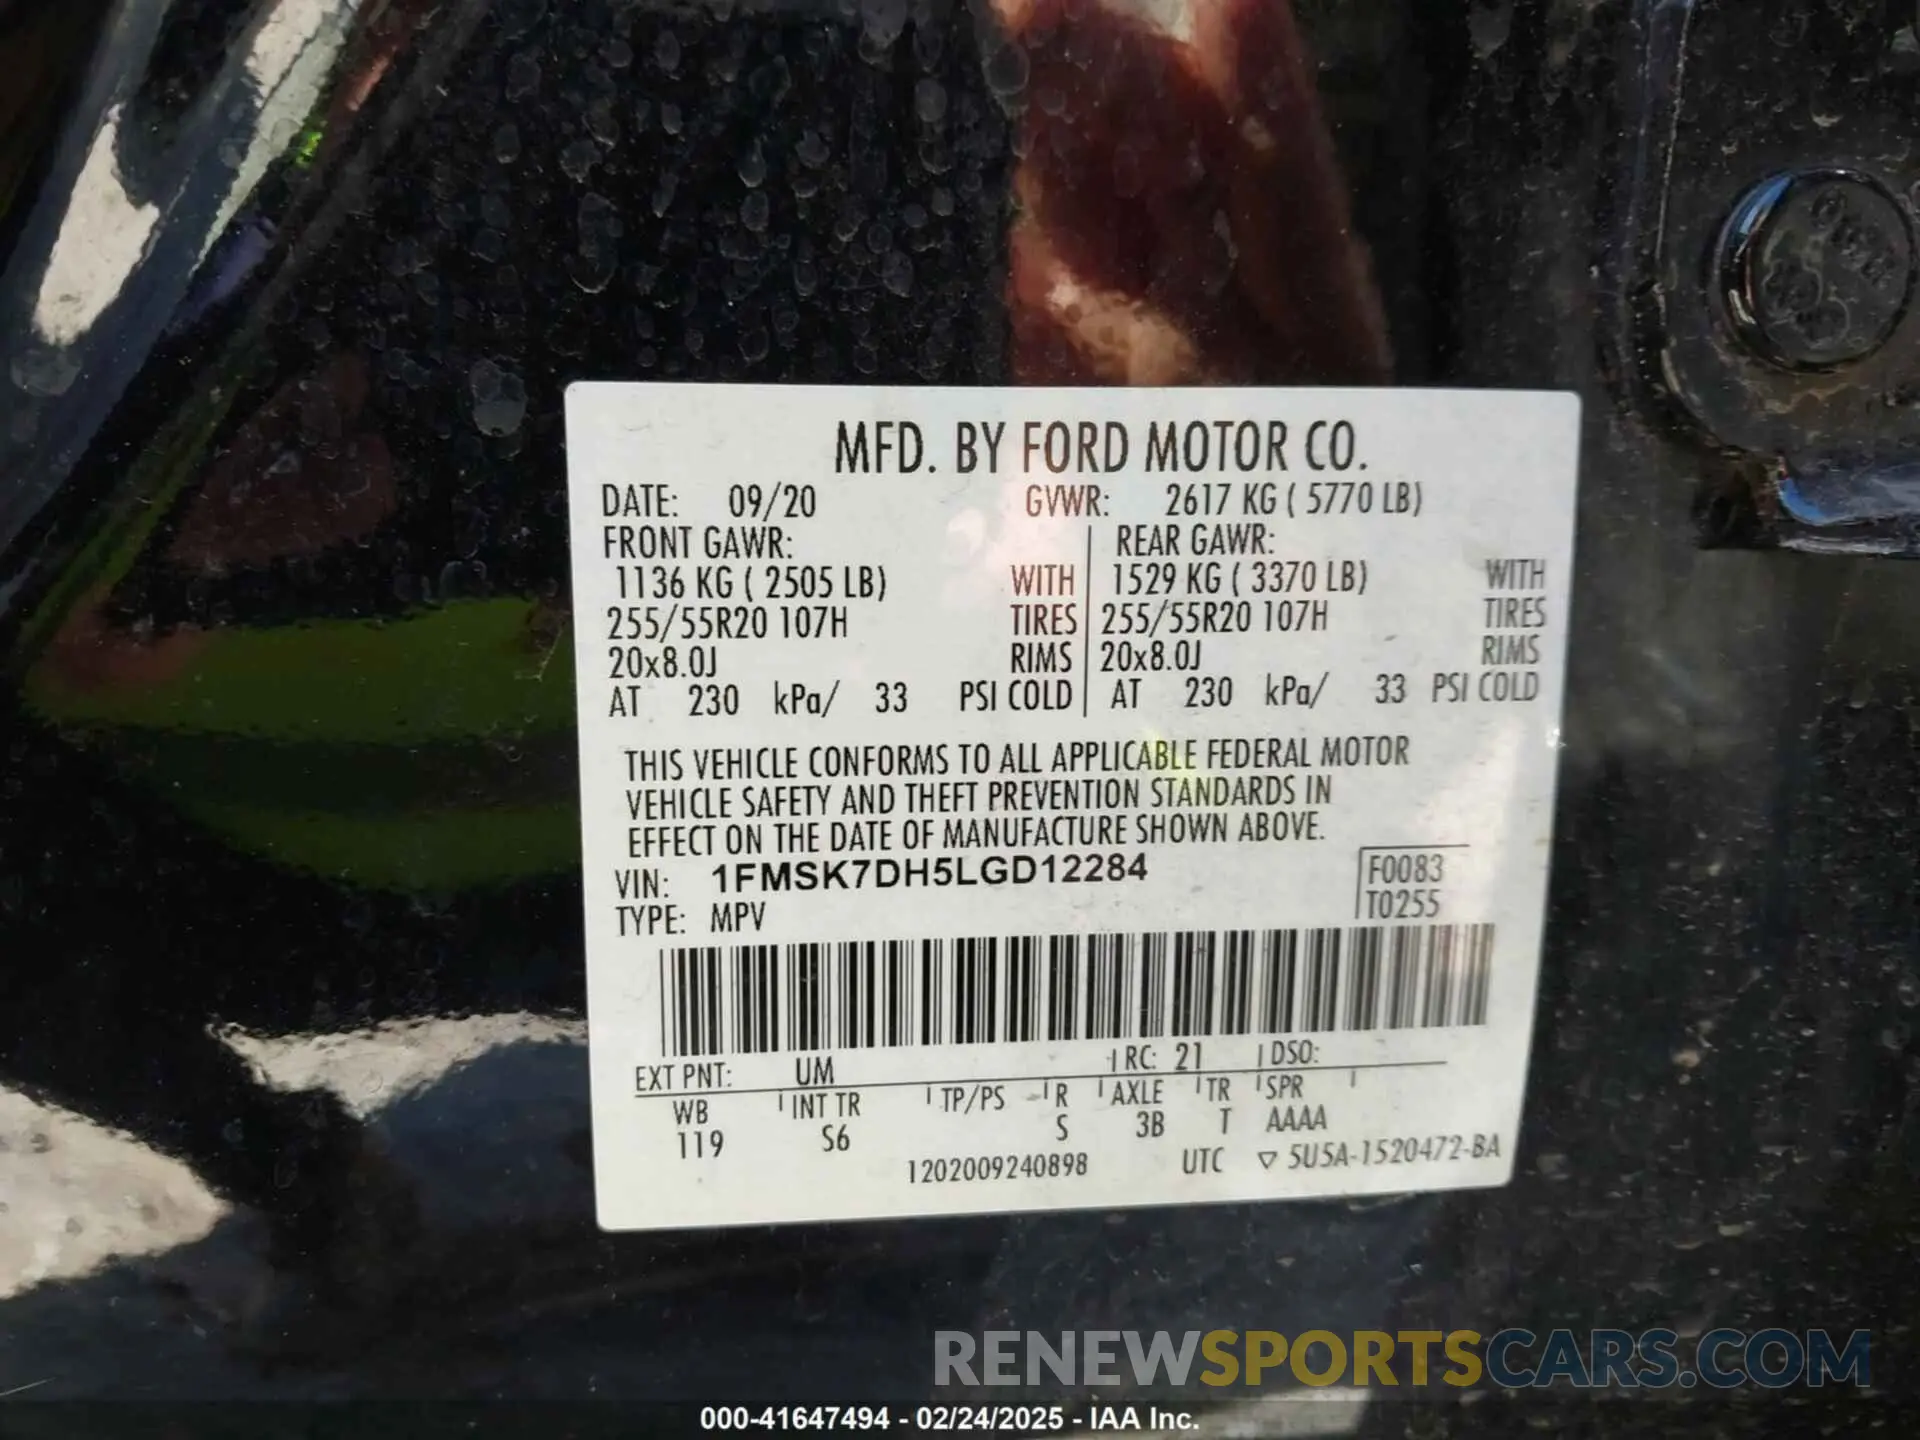 MFD. BY FORD MOTOR CO.
DATE: 09/20 GVWR: 2617 KG ( 5770 LB)
FRONT GAWR: REAR GAWR:
1136 KG ( 2505 LB) WITH 1529 KG ( 3370 LB) WITH
255/55R20 107H TIRES 255/55R20 107H TIRES
20x8.0J RIMS 20x8.0J RIMS
AT 230 kPa/ 33 PSI COLD AT 230 kPa/ 33 PSI COLD
THIS VEHICLE CONFORMS TO ALL APPLICABLE FEDERAL MOTOR
VEHICLE SAFETY AND THEFT PREVENTION STANDARDS IN
EFFECT ON THE DATE OF MANUFACTURE SHOWN ABOVE.
VIN: 1FMSK7DH5LGD12284 F0083
TYPE: MPV T0255
EXT PNT: UM RC: 21 DSO:
WB INT TR TP/PS R AXLE TR SPR
119 S6 S 3B T AAAA
1202009240898 UTC ▽ 5U5A-1520472-BA
RENEWSPORTSCARS.COM
000-41647494 - 02/24/2025 - IAA Inc.